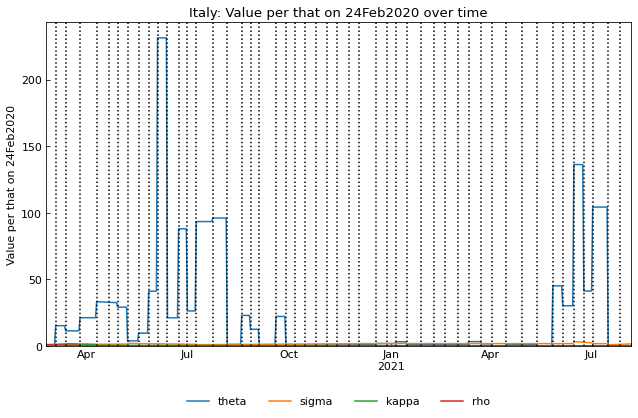 Italy: Value per that on 24Feb2020 over time
Value per that on 24Feb2020
200
150
100
50
0
Apr Jul Oct Jan Apr Jul
2021
theta sigma kappa rho